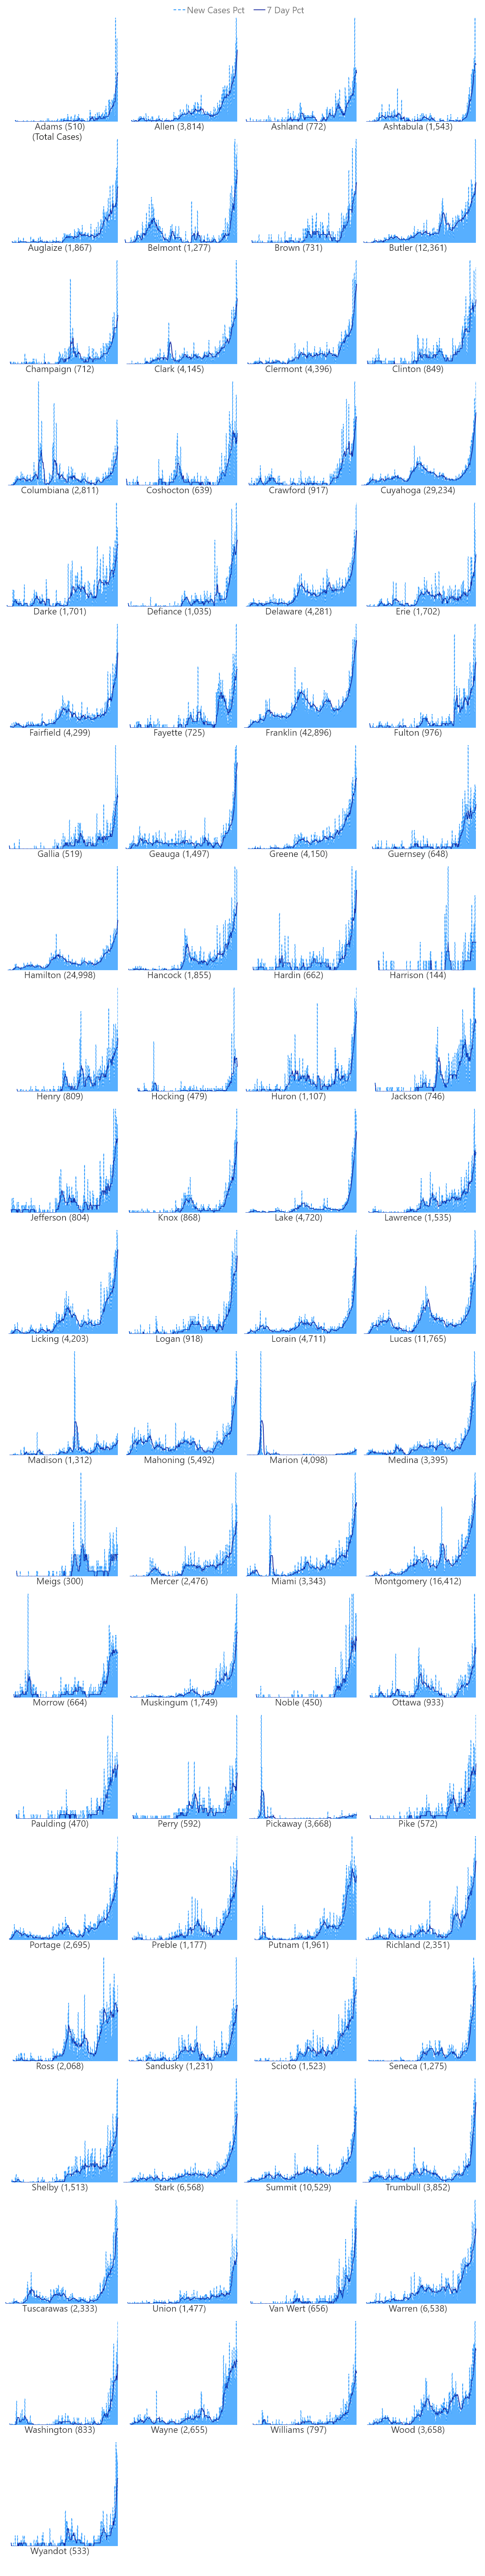 New Cases Pct 7 Day Pct
Adams (510) Allen (3,814) Ashland (772) Ashtabula (1,543)
(Total Cases)
Auglaize (1,867) Belmont (1,277) Brown (731) Butler (12,361)
Champaign (712) Clark (4,145) Clermont (4,396) Clinton (849)
Columbiana (2,811) Coshocton (639) Crawford (917) Cuyahoga (29,234)
Darke (1,701) Defiance (1,035) Delaware (4,281) Erie (1,702)
Fairfield (4,299) Fayette (725) Franklin (42,896) Fulton (976)
Gallia (519) Geauga (1,497) Greene (4,150) Guernsey (648)
Hamilton (24,998) Hancock (1,855) Hardin (662) Harrison (144)
Henry (809) Hocking (479) Huron (1,107) Jackson (746)
Jefferson (804) Knox (868) Lake (4,720) Lawrence (1,535)
Licking (4,203) Logan (918) Lorain (4,711) Lucas (11,765)
Madison (1,312) Mahoning (5,492) Marion (4,098) Medina (3,395)
Meigs (300) Mercer (2,476) Miami (3,343) Montgomery (16,412)
Morrow (664) Muskingum (1,749) Noble (450) Ottawa (933)
Paulding (470) Perry (592) Pickaway (3,668) Pike (572)
Portage (2,695) Preble (1,177) Putnam (1,961) Richland (2,351)
Ross (2,068) Sandusky (1,231) Scioto (1,523) Seneca (1,275)
Shelby (1,513) Stark (6,568) Summit (10,529) Trumbull (3,852)
Tuscarawas (2,333) Union (1,477) Van Wert (656) Warren (6,538)
Washington (833) Wayne (2,655) Williams (797) Wood (3,658)
Wyandot (533)